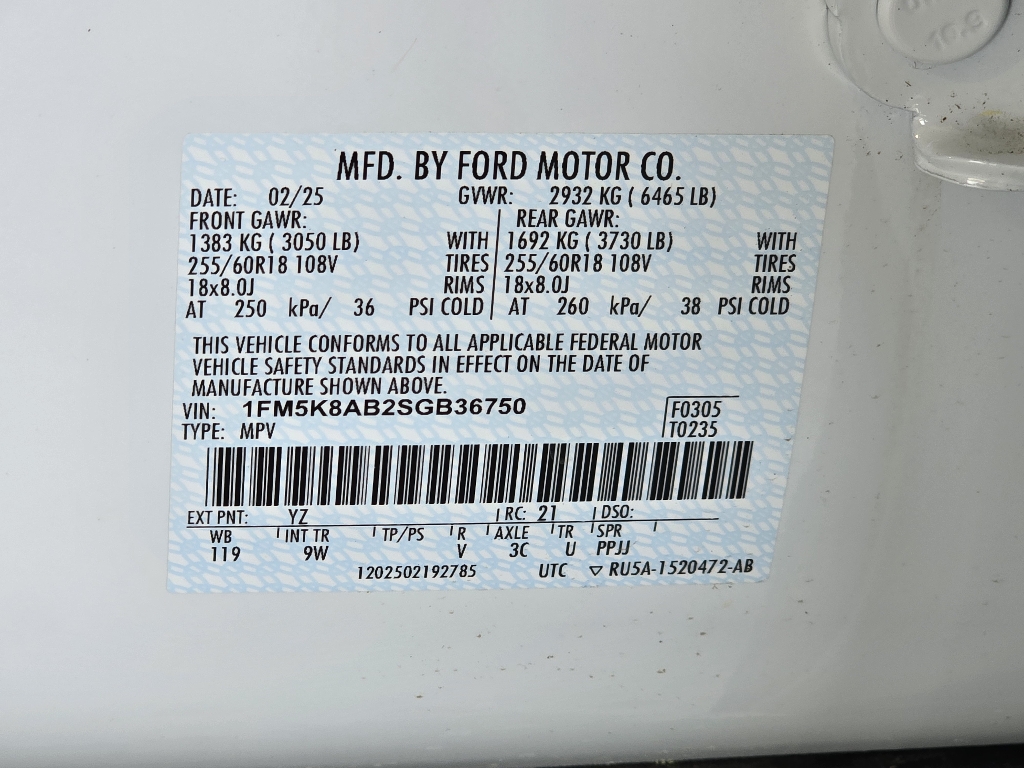 10.9
MFD. BY FORD MOTOR CO.
DATE: 02/25 GVWR: 2932 KG ( 6465 LB)
FRONT GAWR: REAR GAWR:
1383 KG ( 3050 LB) WITH 1692 KG ( 3730 LB) WITH
255/60R18 108V TIRES 255/60R18 108V TIRES
18x8.0J RIMS 18x8.0J RIMS
AT 250 kPa/ 36 PSI COLD AT 260 kPa/ 38 PSI COLD
THIS VEHICLE CONFORMS TO ALL APPLICABLE FEDERAL MOTOR
VEHICLE SAFETY STANDARDS IN EFFECT ON THE DATE OF
MANUFACTURE SHOWN ABOVE.
VIN: 1FM5K8AB2SGB36750 F0305
TYPE: MPV T0235
EXT PNT: YZ RC: 21 DSO:
WB INT TR TP/PS R AXLE TR SPR
119 9W V 3C U PPJJ
1202502192785 UTC ▽ RU5A-1520472-AB